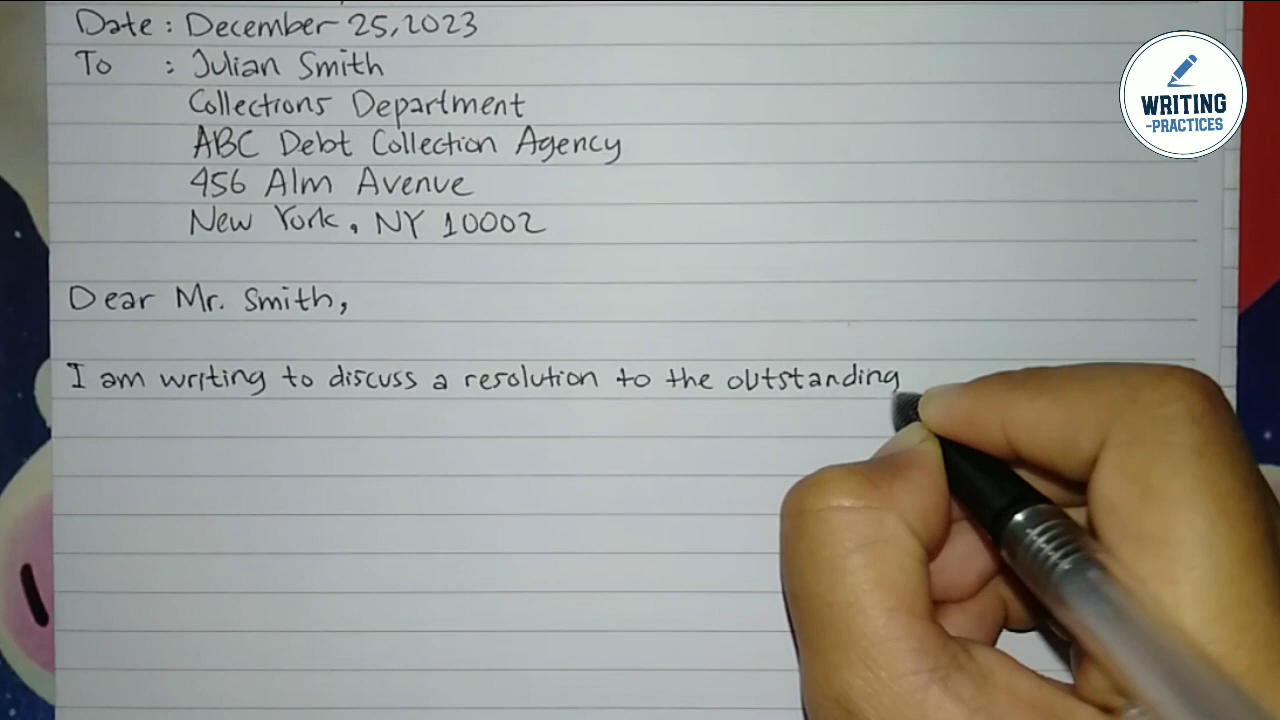 Date : December 25, 2023
To : Julian Smith
Collections Department
ABC Debt Collection Agency
456 Alm Avenue
New York, NY 10002
Dear Mr. Smith,
I am writing to discuss a resolution to the outstanding
WRITING
-PRACTICES